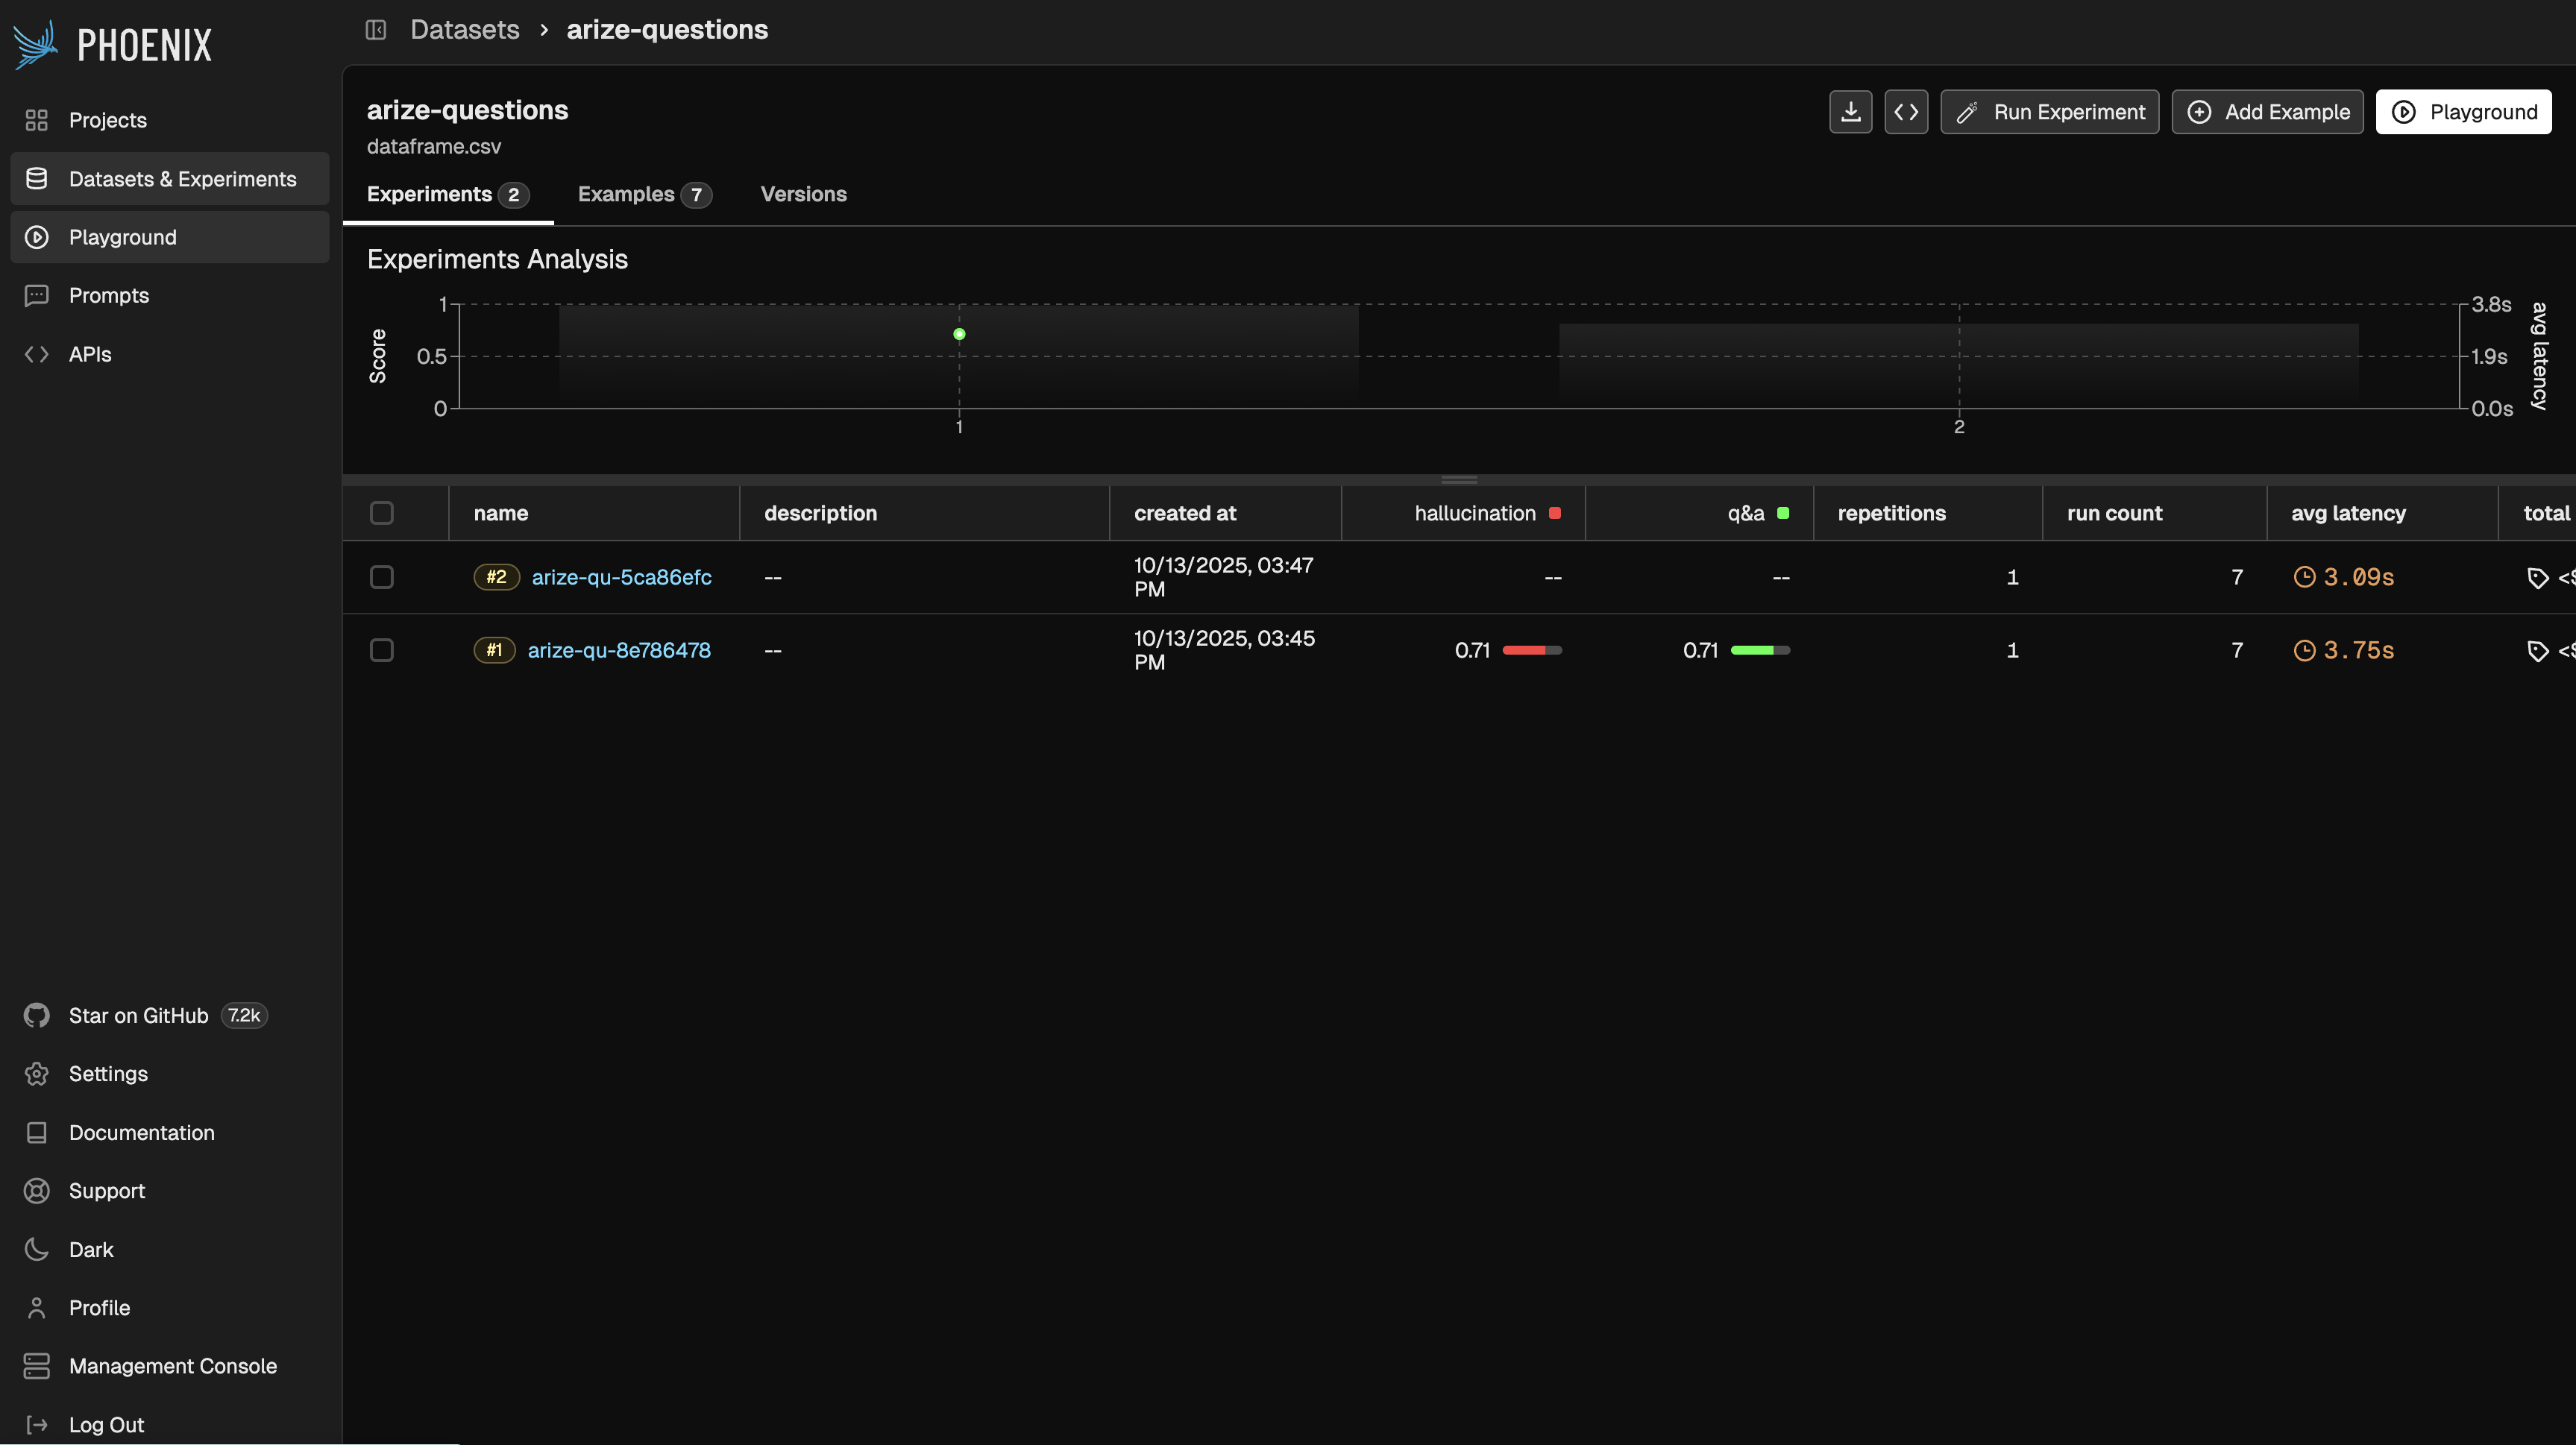 PHOENIX
Datasets › arize-questions
Projects
Datasets & Experiments
Playground
Prompts
APIs
Star on GitHub 7.2k
Settings
Documentation
Support
Dark
Profile
Management Console
Log Out
arize-questions
dataframe.csv
Run Experiment
Add Example
Playground
Experiments 2
Examples 7
Versions
Experiments Analysis
Score
1
0.5
0
1
2
3.8s
1.9s
0.0s
avg latency
name description created at hallucination q&a repetitions run count avg latency total
#2 arize-qu-5ca86efc -- 10/13/2025, 03:47 PM -- -- 1 7 3.09s <$
#1 arize-qu-8e786478 -- 10/13/2025, 03:45 PM 0.71 0.71 1 7 3.75s <$